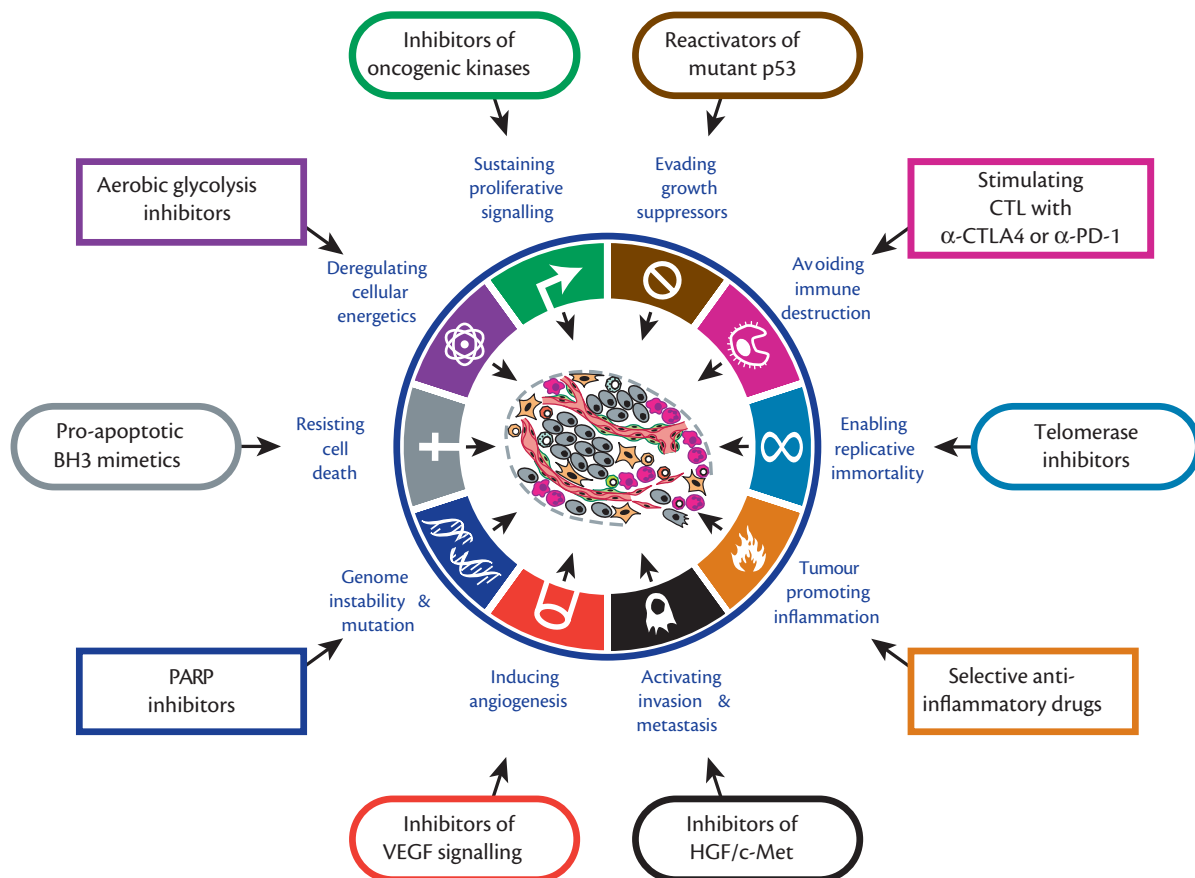 Inhibitors of
oncogenic kinases
Reactivators of
mutant p53
Sustaining
proliferative
signalling
Evading
growth
suppressors
Aerobic glycolysis
inhibitors
Stimulating
CTL with
α-CTLA4 or α-PD-1
Deregulating
cellular
energetics
Avoiding
immune
destruction
Pro-apoptotic
BH3 mimetics
Resisting
cell
death
Enabling
replicative
immortality
Telomerase
inhibitors
Genome
instability &
mutation
Tumour
promoting
inflammation
PARP
inhibitors
Inducing
angiogenesis
Activating
invasion &
metastasis
Selective anti-
inflammatory drugs
Inhibitors of
VEGF signalling
Inhibitors of
HGF/c-Met